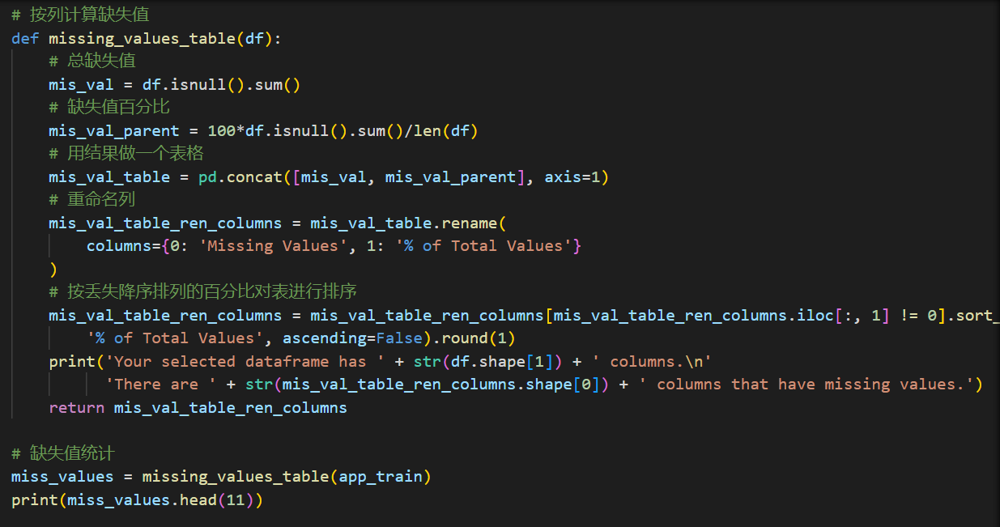 # 按列计算缺失值
def missing_values_table(df):
    # 总缺失值
    mis_val = df.isnull().sum()
    # 缺失值百分比
    mis_val_parent = 100*df.isnull().sum()/len(df)
    # 用结果做一个表格
    mis_val_table = pd.concat([mis_val, mis_val_parent], axis=1)
    # 重命名列
    mis_val_table_ren_columns = mis_val_table.rename(
        columns={0: 'Missing Values', 1: '% of Total Values'}
    )
    # 按丢失降序排列的百分比对表进行排序
    mis_val_table_ren_columns = mis_val_table_ren_columns[mis_val_table_ren_columns.iloc[:, 1] != 0].sort_
        '% of Total Values', ascending=False).round(1)
    print('Your selected dataframe has ' + str(df.shape[1]) + ' columns.\n'
          'There are ' + str(mis_val_table_ren_columns.shape[0]) + ' columns that have missing values.')
    return mis_val_table_ren_columns
# 缺失值统计
miss_values = missing_values_table(app_train)
print(miss_values.head(11))